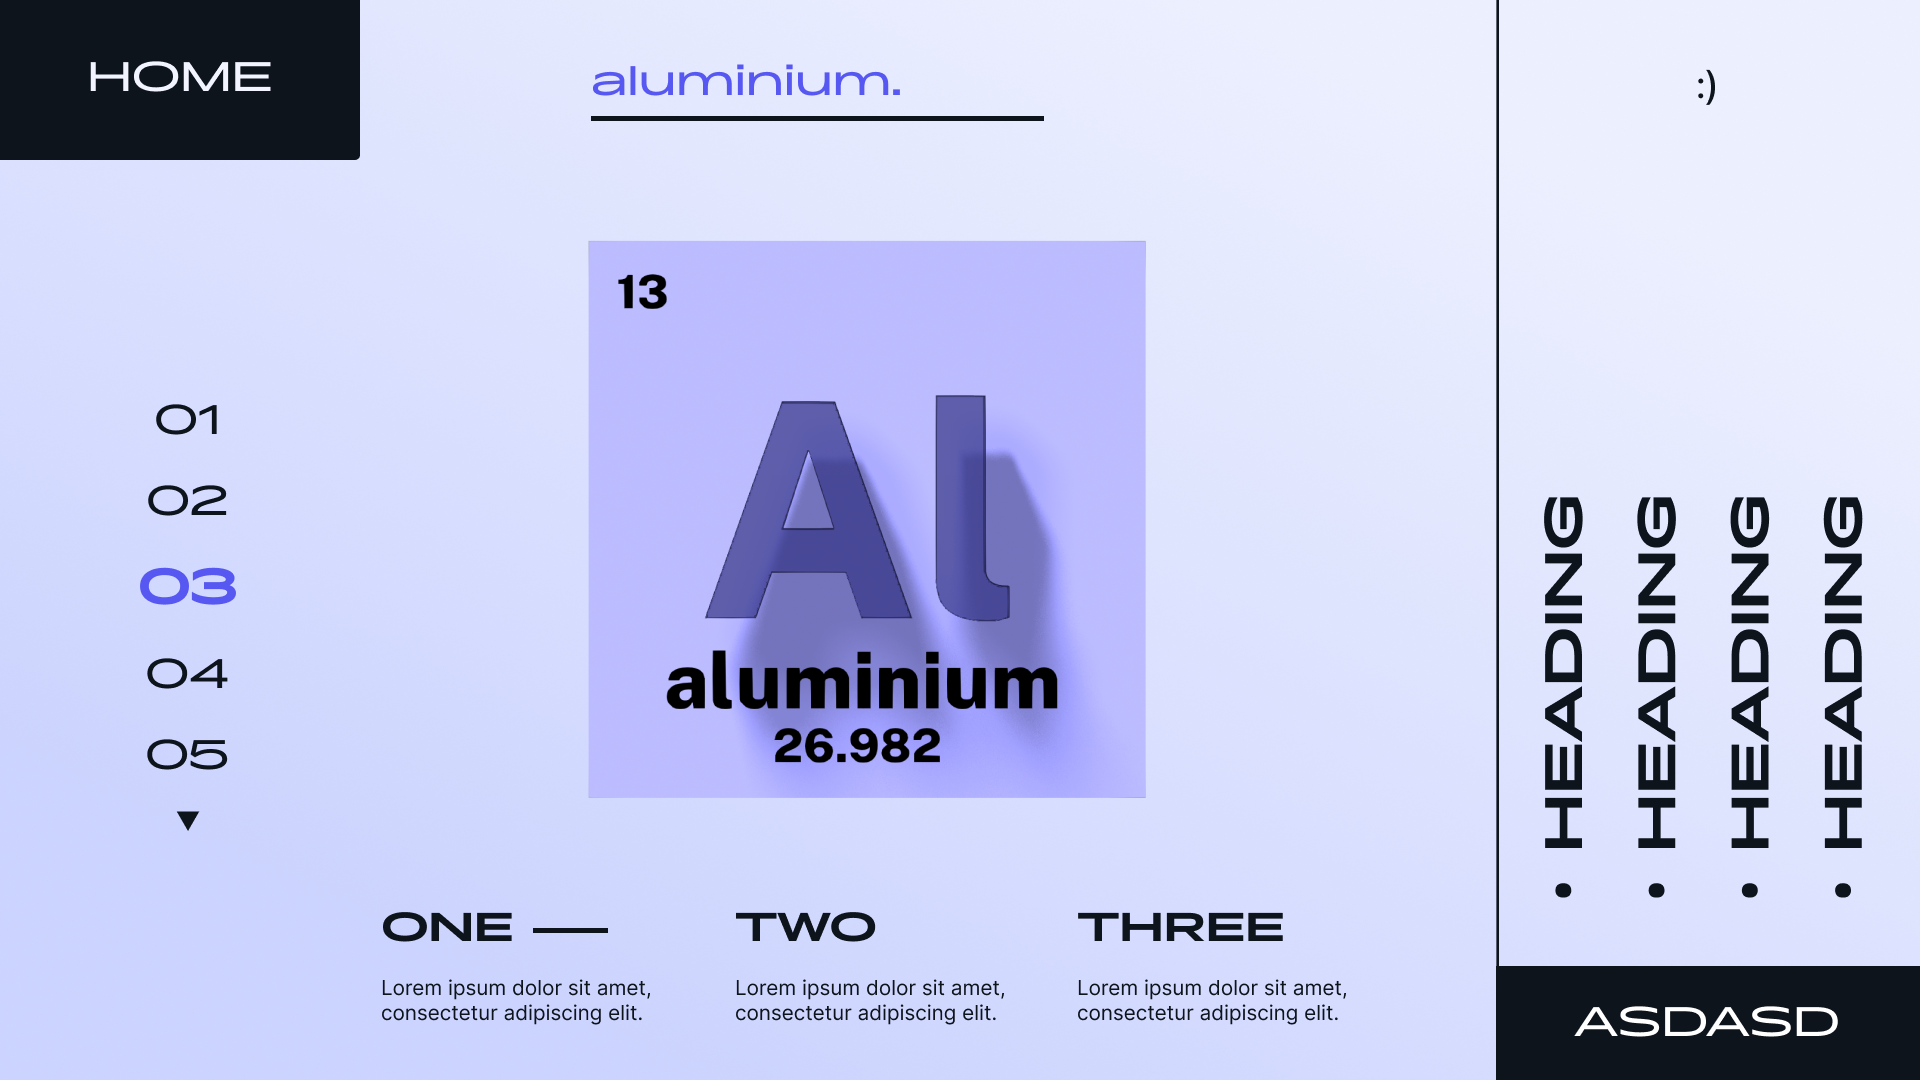 HOME
aluminium.
:)
01
02
03
04
05
13
Al
aluminium
26.982
ONE —
Lorem ipsum dolor sit amet,
consectetur adipiscing elit.
TWO
Lorem ipsum dolor sit amet,
consectetur adipiscing elit.
THREE
Lorem ipsum dolor sit amet,
consectetur adipiscing elit.
• HEADING
• HEADING
• HEADING
• HEADING
ASDASD